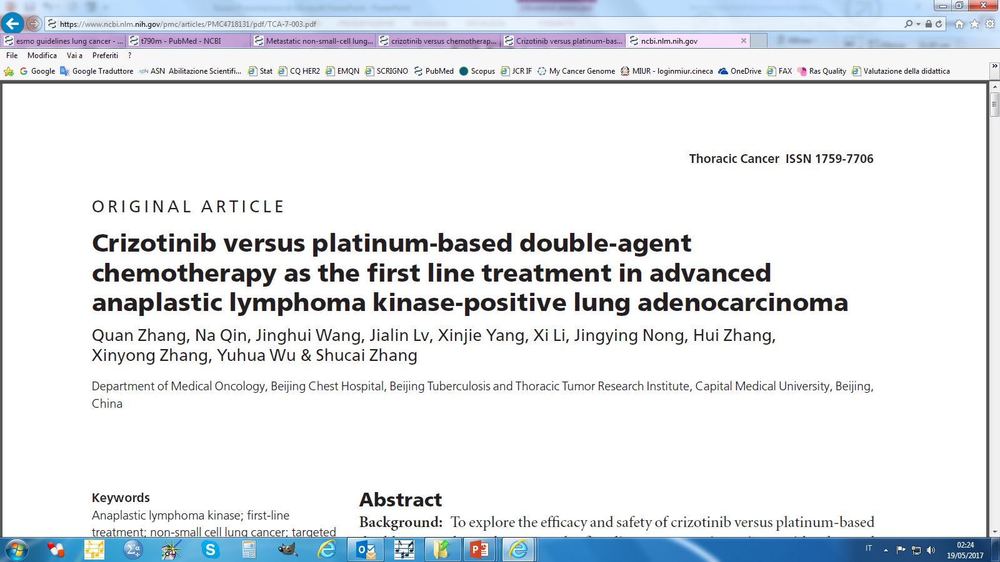 https://www.ncbi.nlm.nih.gov/pmc/articles/PMC4718131/pdf/TCA-7-003.pdf
esmo guidelines lung cancer - ... t790m - PubMed - NCBI Metastatic non-small-cell lung... crizotinib versus chemotherap... Crizotinib versus platinum-bas... ncbi.nlm.nih.gov
File Modifica Vai a Preferiti ?
Google Google Traduttore ASN Abilitazione Scientifi... Stat CQ HER2 EMQN SCRIGNO PubMed Scopus JCR IF My Cancer Genome MIUR - loginmiur.cineca OneDrive FAX Ras Quality Valutazione della didattica
Thoracic Cancer ISSN 1759-7706
ORIGINAL ARTICLE
Crizotinib versus platinum-based double-agent
chemotherapy as the first line treatment in advanced
anaplastic lymphoma kinase-positive lung adenocarcinoma
Quan Zhang, Na Qin, Jinghui Wang, Jialin Lv, Xinjie Yang, Xi Li, Jingying Nong, Hui Zhang,
Xinyong Zhang, Yuhua Wu & Shucai Zhang
Department of Medical Oncology, Beijing Chest Hospital, Beijing Tuberculosis and Thoracic Tumor Research Institute, Capital Medical University, Beijing,
China
Keywords
Anaplastic lymphoma kinase; first-line
treatment; non-small cell lung cancer; targeted
Abstract
Background: To explore the efficacy and safety of crizotinib versus platinum-based
IT
02:24
19/05/2017